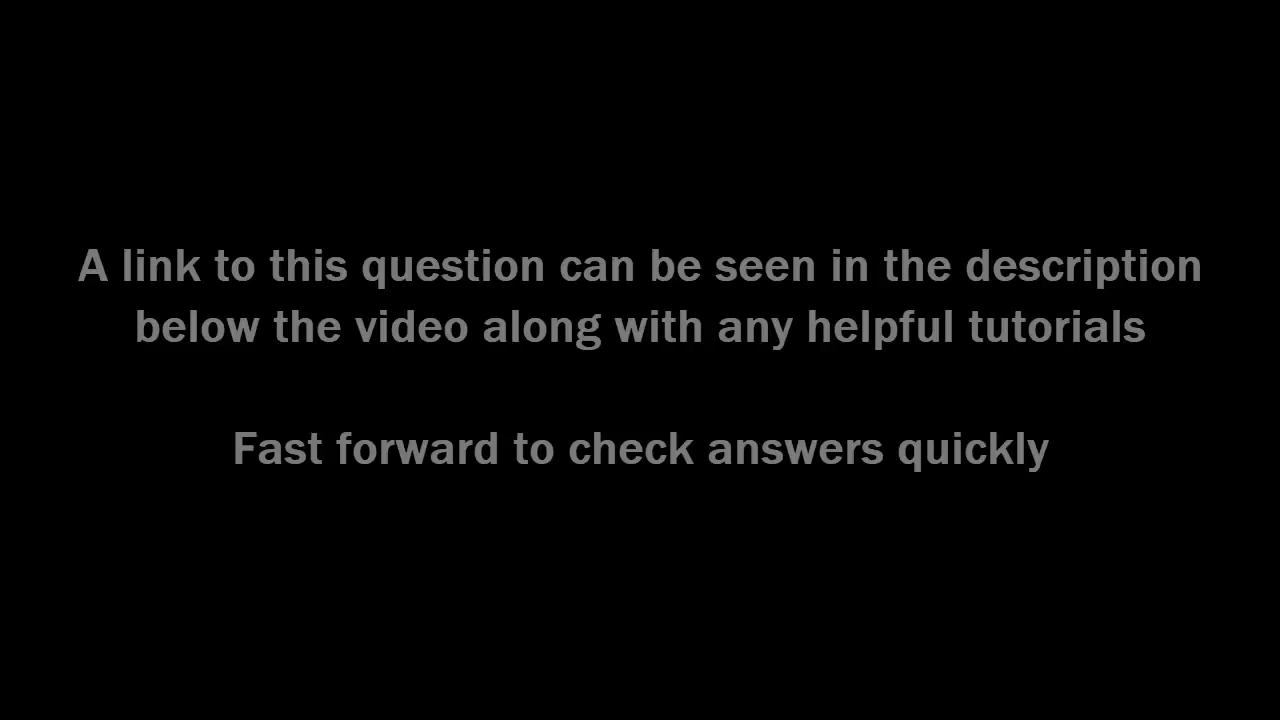 A link to this question can be seen in the description
below the video along with any helpful tutorials
Fast forward to check answers quickly